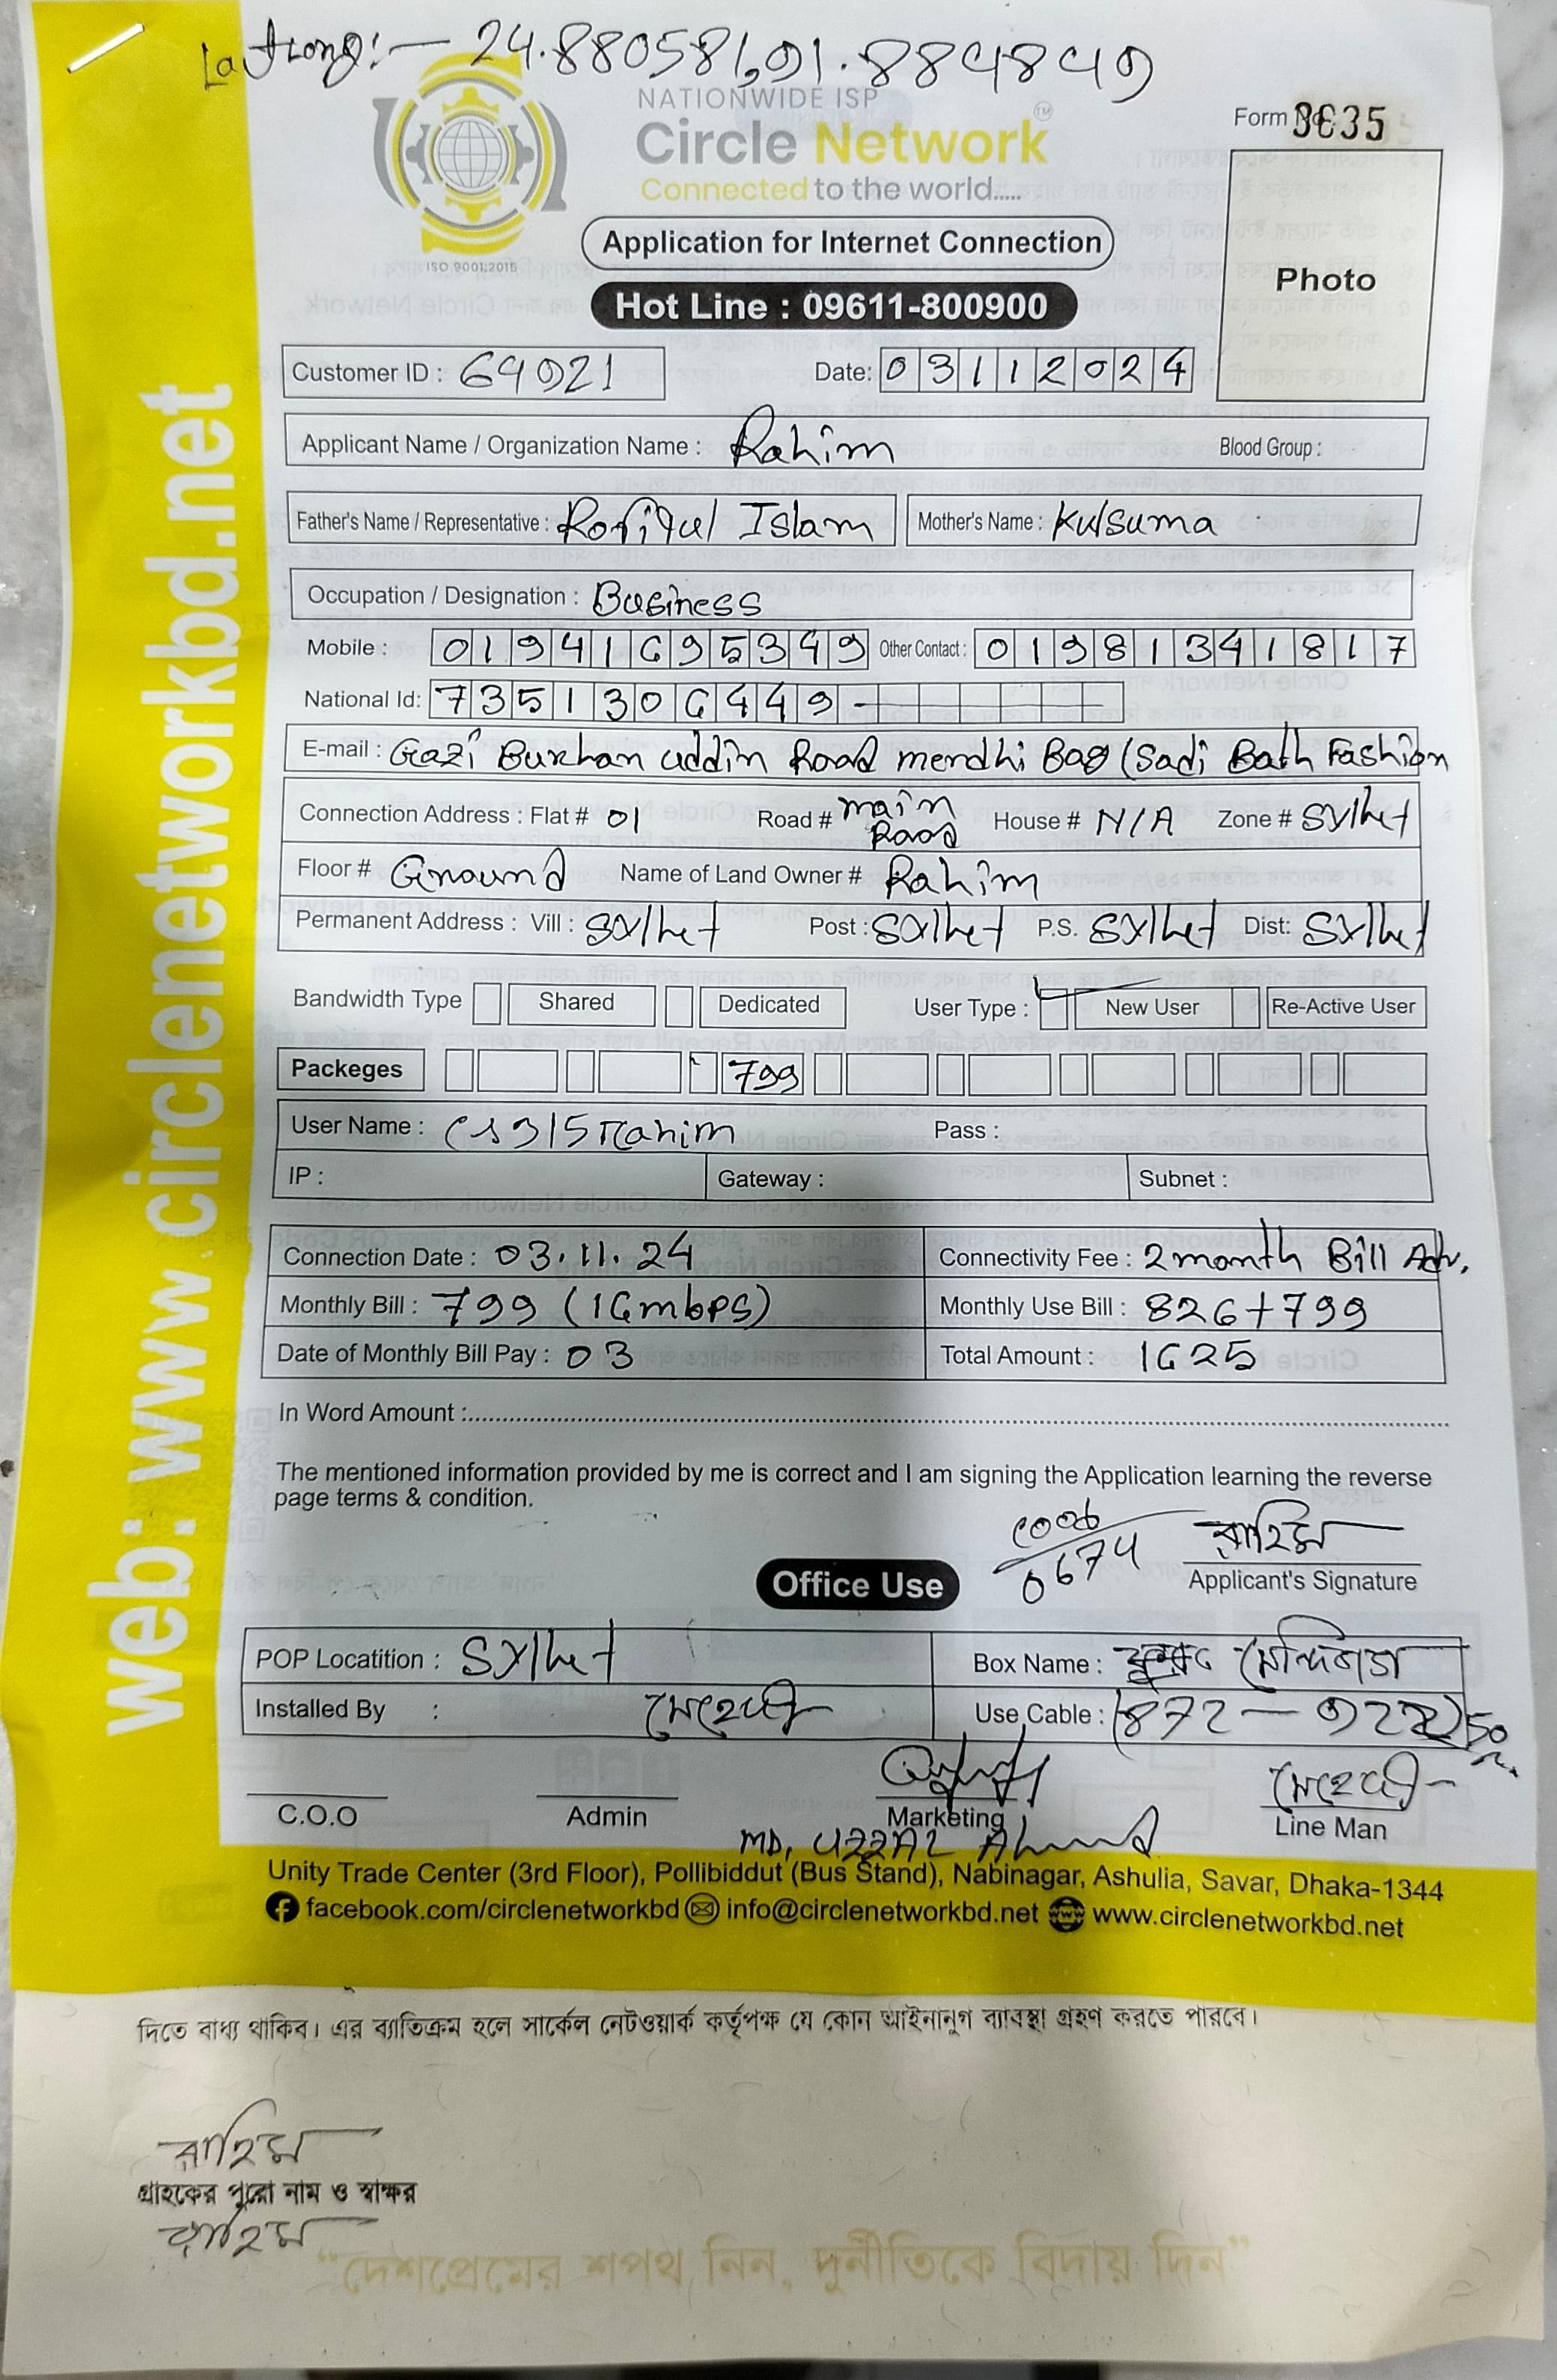 Lat Long:- 24.880581,91.8849849
NATIONWIDE ISP
Circle Network™
Connected to the world.....
ISO 9001:2015
Form No. 3635
Photo
Application for Internet Connection
Hot Line : 09611-800900
Customer ID : 64921 Date: 03112024
Applicant Name / Organization Name : Rahim Blood Group :
Father's Name / Representative : Rofiqul Islam Mother's Name : Kulsuma
Occupation / Designation : Business
Mobile : 01941695349 Other Contact : 01981341817
National Id: 7351306449
E-mail : Gazi Burhan uddin Road mendhi Bag (Sadi Bath Fashion
Connection Address : Flat # 01 Road # main Road House # N/A Zone # Sylhet
Floor # Ground Name of Land Owner # Rahim
Permanent Address : Vill : Sylhet Post : Sylhet P.S. Sylhet Dist: Sylhet
Bandwidth Type Shared Dedicated User Type : New User Re-Active User
Packeges 799
User Name : Pass :
IP : Gateway : Subnet :
Connection Date : 03.11.24 Connectivity Fee : 2 month Bill Adv.
Monthly Bill : 799 (16mbps) Monthly Use Bill : 826+799
Date of Monthly Bill Pay : 03 Total Amount : 1625
In Word Amount :
The mentioned information provided by me is correct and I am signing the Application learning the reverse
page terms & condition.
রাহিম
Office Use Applicant's Signature
POP Locatition : Sylhet Box Name :
Installed By : মেহেদী Use Cable : (872-922) 50
মেহেদী
C.O.O Admin Marketing Line Man
MD. UZZAL Ahmed
Unity Trade Center (3rd Floor), Pollibiddut (Bus Stand), Nabinagar, Ashulia, Savar, Dhaka-1344
facebook.com/circlenetworkbd info@circlenetworkbd.net www.circlenetworkbd.net
web: www.circlenetworkbd.net
দিতে বাধ্য থাকিব। এর ব্যতিক্রম হলে সার্কেল নেটওয়ার্ক কর্তৃপক্ষ যে কোন আইনানুগ ব্যাবস্থা গ্রহণ করতে পারবে।
রাহিম
গ্রাহকের পুরো নাম ও স্বাক্ষর
রাহিম
“দেশপ্রেমের শপথ নিন, দুর্নীতিকে বিদায় দিন”